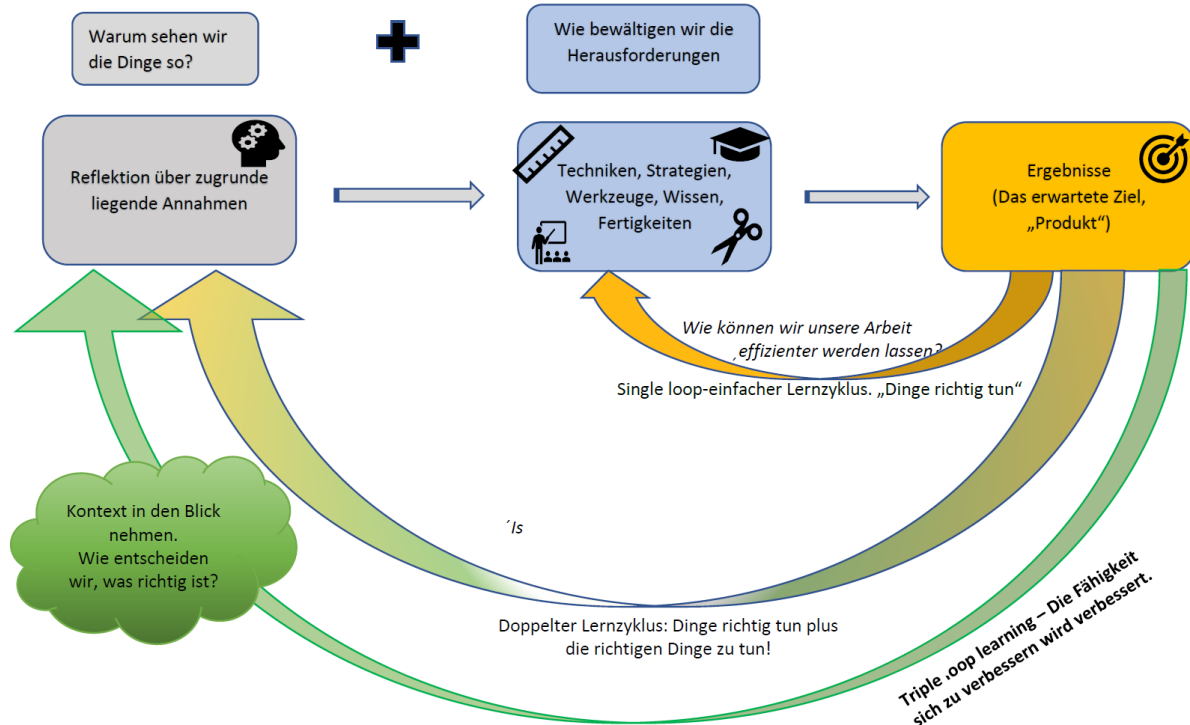 Warum sehen wir
die Dinge so?
Wie bewältigen wir die
Herausforderungen
Reflektion über zugrunde
liegende Annahmen
Techniken, Strategien,
Werkzeuge, Wissen,
Fertigkeiten
Ergebnisse
(Das erwartete Ziel,
„Produkt“)
Wie können wir unsere Arbeit
‚effizienter werden lassen?
Single loop-einfacher Lernzyklus. „Dinge richtig tun“
Kontext in den Blick
nehmen.
Wie entscheiden
wir, was richtig ist?
´Is
Doppelter Lernzyklus: Dinge richtig tun plus
die richtigen Dinge zu tun!
Triple ‚oop learning – Die Fähigkeit
sich zu verbessern wird verbessert.